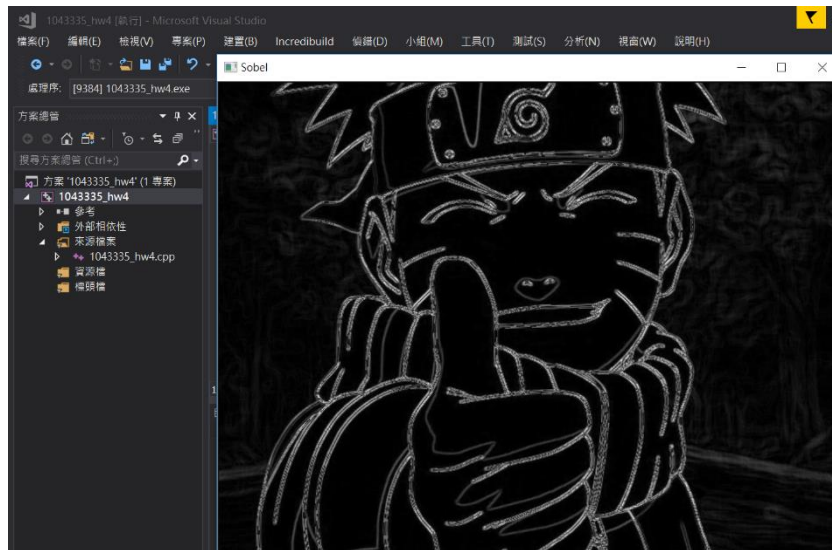 1043335_hw4 [執行] - Microsoft Visual Studio
檔案(F) 編輯(E) 檢視(V) 專案(P) 建置(B) Incredibuild 偵錯(D) 小組(M) 工具(T) 測試(S) 分析(N) 視窗(W) 說明(H)
Sobel
處理序: [9384] 1043335_hw4.exe
方案總管
搜尋方案總管 (Ctrl+;)
方案 '1043335_hw4' (1 專案)
1043335_hw4
參考
外部相依性
來源檔案
1043335_hw4.cpp
資源檔
標頭檔